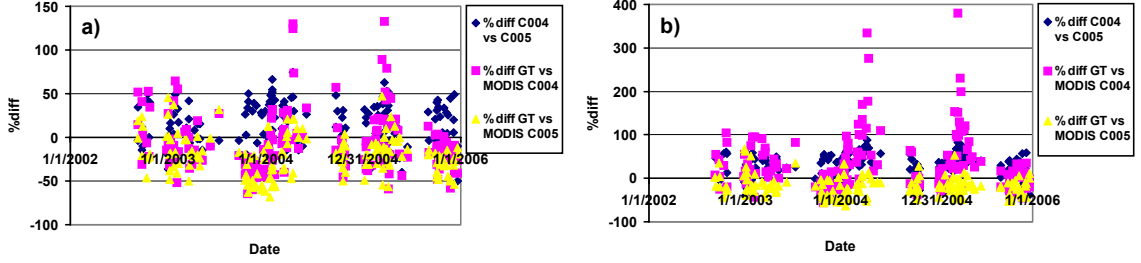 a)
150
100
50
0
-50
-100
%diff
1/1/2002
1/1/2003
1/1/2004
12/31/2004
1/1/2006
Date
% diff C004
vs C005
% diff GT vs
MODIS C004
% diff GT vs
MODIS C005
b)
400
300
200
100
0
-100
1/1/2002
1/1/2003
1/1/2004
12/31/2004
1/1/2006
Date
% diff C004
vs C005
% diff GT vs
MODIS C004
% diff GT vs
MODIS C005